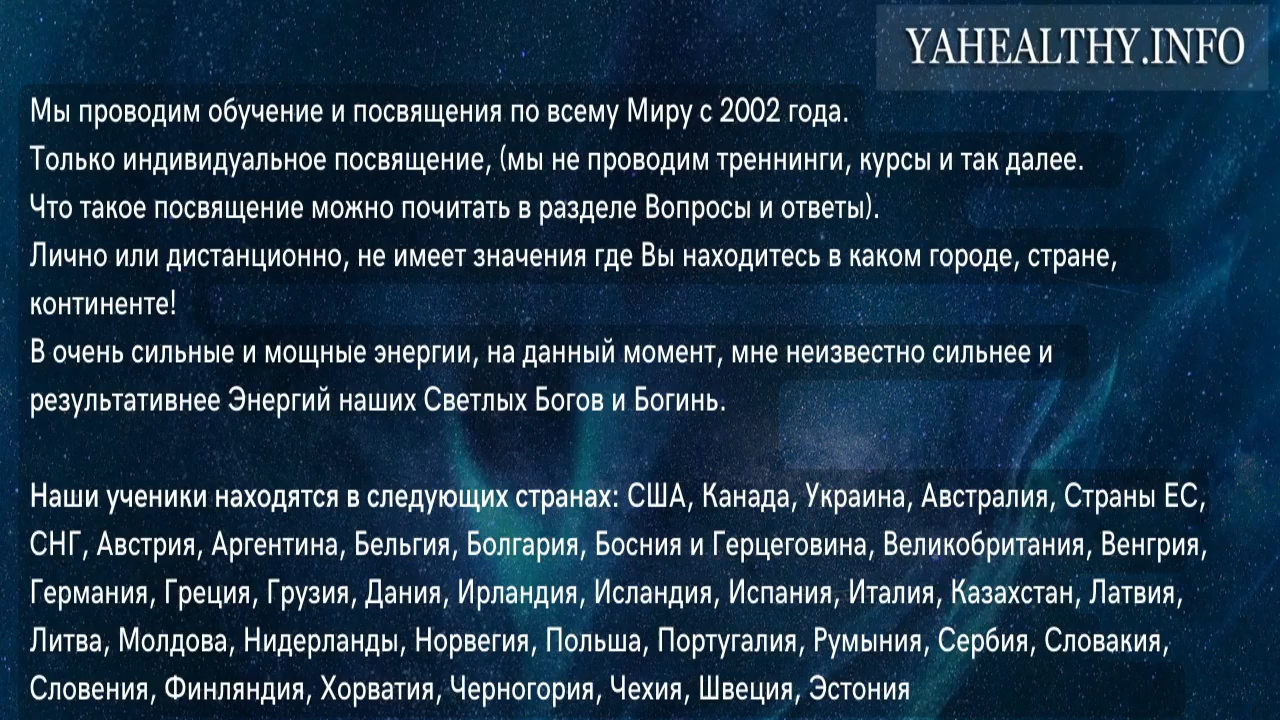 YAHEALTHY.INFO
Мы проводим обучение и посвящения по всему Миру с 2002 года.
Только индивидуальное посвящение, (мы не проводим треннинги, курсы и так далее.
Что такое посвящение можно почитать в разделе Вопросы и ответы).
Лично или дистанционно, не имеет значения где Вы находитесь в каком городе, стране,
континенте!
В очень сильные и мощные энергии, на данный момент, мне неизвестно сильнее и
результативнее Энергий наших Светлых Богов и Богинь.
Наши ученики находятся в следующих странах: США, Канада, Украина, Австралия, Страны ЕС,
СНГ, Австрия, Аргентина, Бельгия, Болгария, Босния и Герцеговина, Великобритания, Венгрия,
Германия, Греция, Грузия, Дания, Ирландия, Исландия, Испания, Италия, Казахстан, Латвия,
Литва, Молдова, Нидерланды, Норвегия, Польша, Португалия, Румыния, Сербия, Словакия,
Словения, Финляндия, Хорватия, Черногория, Чехия, Швеция, Эстония